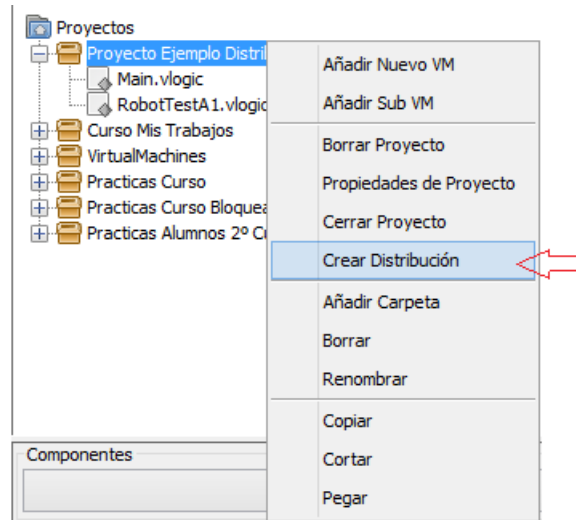 Proyectos
Proyecto Ejemplo Distri
Main.vlogic
RobotTestA1.vlogic
Curso Mis Trabajos
VirtualMachines
Practicas Curso
Practicas Curso Bloquea
Practicas Alumnos 2º C
Añadir Nuevo VM
Añadir Sub VM
Borrar Proyecto
Propiedades de Proyecto
Cerrar Proyecto
Crear Distribución
Añadir Carpeta
Borrar
Renombrar
Copiar
Cortar
Pegar
Componentes